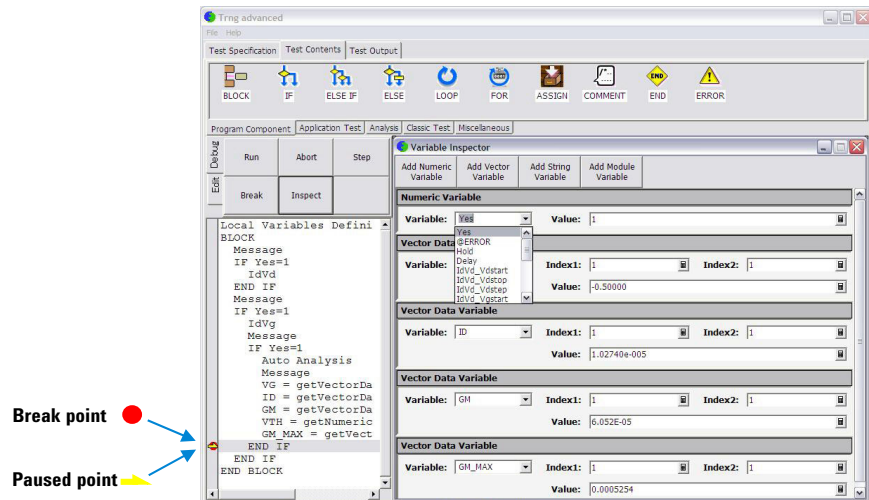 Trng advanced
File Help
Test Specification Test Contents Test Output
BLOCK IF ELSE IF ELSE LOOP FOR ASSIGN COMMENT END ERROR
END
Program Component Application Test Analysis Classic Test Miscellaneous
Debug
Edit
Run Abort Step
Break Inspect
Local Variables Defini
BLOCK
Message
IF Yes=1
IdVd
END IF
Message
IF Yes=1
IdVg
Message
IF Yes=1
Auto Analysis
Message
VG = getVectorDa
ID = getVectorDa
GM = getVectorDa
VTH = getNumeric
GM_MAX = getVect
END IF
END IF
END BLOCK
Variable Inspector
Add Numeric Variable
Add Vector Variable
Add String Variable
Add Module Variable
Numeric Variable
Variable: Yes Value: 1
Yes
@ERROR
Hold
Delay
IdVd_Vdstart
IdVd_Vdstop
IdVd_Vdstep
IdVd_Vgstart
Vector Da
Variable: Index1: 1 Index2: 1
Value: -0.50000
Vector Data Variable
Variable: ID Index1: 1 Index2: 1
Value: 1.02740e-005
Vector Data Variable
Variable: GM Index1: 1 Index2: 1
Value: 6.052E-05
Vector Data Variable
Variable: GM_MAX Index1: 1 Index2: 1
Value: 0.0005254
Break point
Paused point